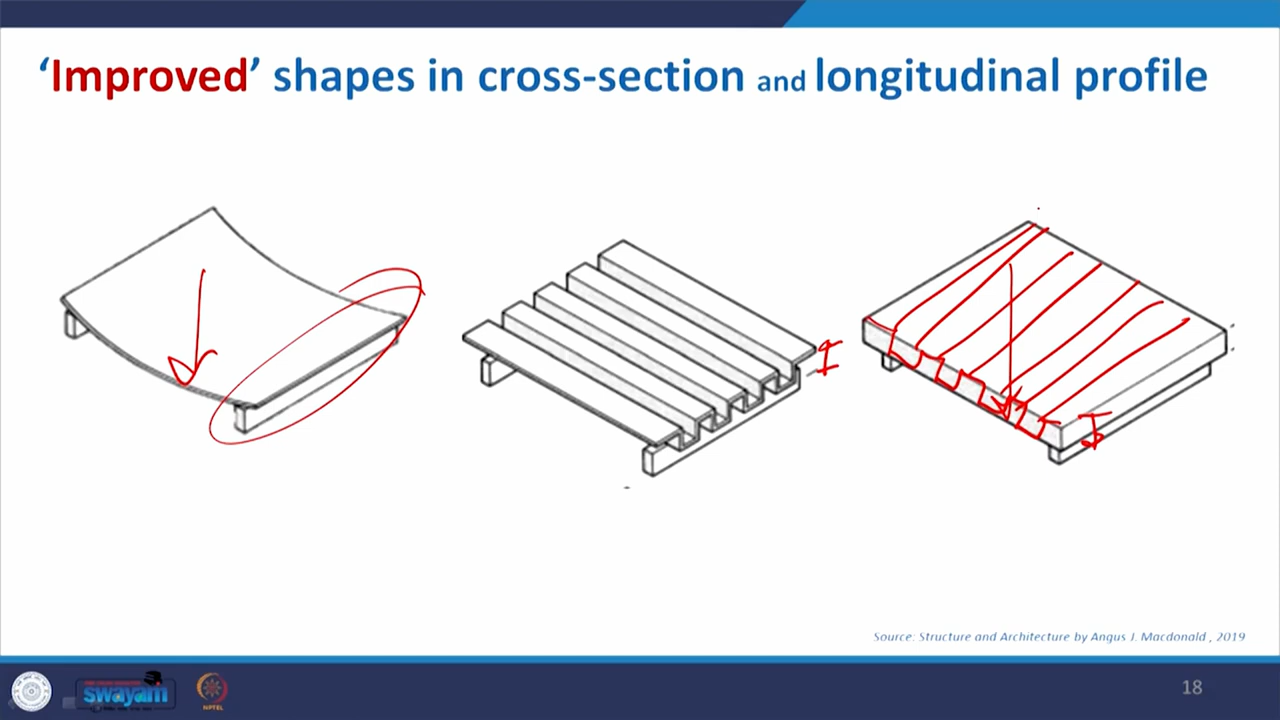 ‘Improved’ shapes in cross-section and longitudinal profile
Source: Structure and Architecture by Angus J. Macdonald , 2019
swayam
NPTEL
18